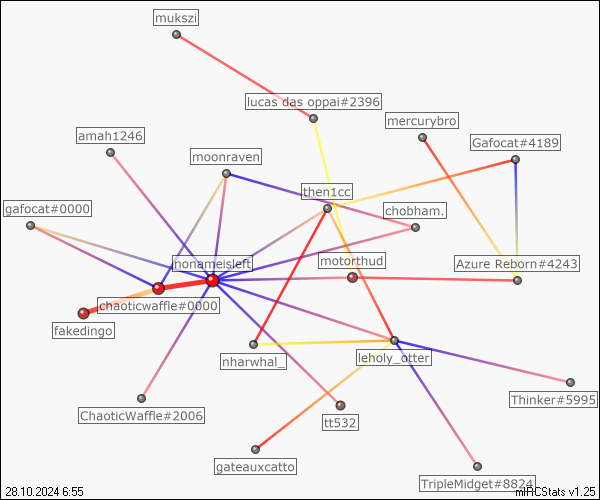 mukszi
lucas das oppai#2396
mercurybro
amah1246
Gafocat#4189
moonraven
then1cc
gafocat#0000
chobham.
nonameisleft
motorthud
Azure Reborn#4243
chaoticwaffle#0000
fakedingo
nharwhal_
leholy_otter
Thinker#5995
ChaoticWaffle#2006
tt532
gateauxcatto
TripleMidget#8824
28.10.2024 6:55
mIRCStats v1.25